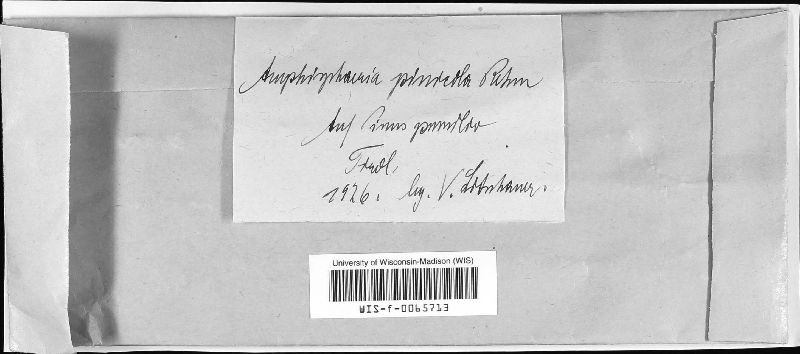 Amphisphaeria pinicola Rehm
Auf Pinus pumilio
Tirol.
1926. leg. V. Litschauer.
University of Wisconsin-Madison (WIS)
WIS-f-0065713